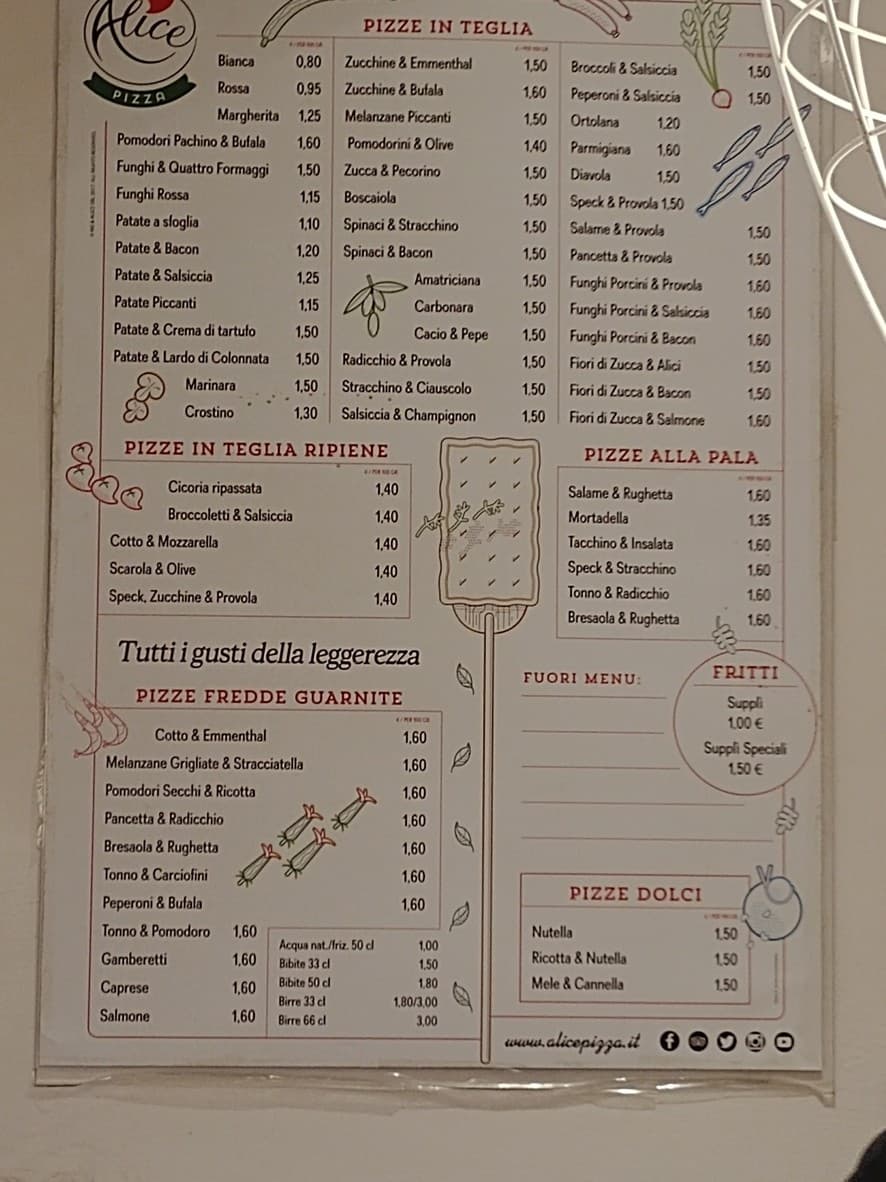 Alice
PIZZA
PIZZE IN TEGLIA
Bianca 0,80
Rossa 0,95
Margherita 1,25
Pomodori Pachino & Bufala 1,60
Funghi & Quattro Formaggi 1,50
Funghi Rossa 1,15
Patate a sfoglia 1,10
Patate & Bacon 1,20
Patate & Salsiccia 1,25
Patate Piccanti 1,15
Patate & Crema di tartufo 1,50
Patate & Lardo di Colonnata 1,50
Marinara 1,50
Crostino 1,30
Zucchine & Emmenthal 1,50
Zucchine & Bufala 1,60
Melanzane Piccanti 1,50
Pomodorini & Olive 1,40
Zucca & Pecorino 1,50
Boscaiola 1,50
Spinaci & Stracchino 1,50
Spinaci & Bacon 1,50
Amatriciana 1,50
Carbonara 1,50
Cacio & Pepe 1,50
Radicchio & Provola 1,50
Stracchino & Ciauscolo 1,50
Salsiccia & Champignon 1,50
Broccoli & Salsiccia 1,50
Peperoni & Salsiccia 1,50
Ortolana 1,20
Parmigiana 1,60
Diavola 1,50
Speck & Provola 1,50
Salame & Provola 1,50
Pancetta & Provola 1,50
Funghi Porcini & Provola 1,60
Funghi Porcini & Salsiccia 1,60
Funghi Porcini & Bacon 1,60
Fiori di Zucca & Alici 1,50
Fiori di Zucca & Bacon 1,50
Fiori di Zucca & Salmone 1,60
PIZZE IN TEGLIA RIPIENE
Cicoria ripassata 1,40
Broccoletti & Salsiccia 1,40
Cotto & Mozzarella 1,40
Scarola & Olive 1,40
Speck, Zucchine & Provola 1,40
PIZZE ALLA PALA
Salame & Rughetta 1,60
Mortadella 1,35
Tacchino & Insalata 1,60
Speck & Stracchino 1,60
Tonno & Radicchio 1,60
Bresaola & Rughetta 1,60
Tutti i gusti della leggerezza
PIZZE FREDDE GUARNITE
Cotto & Emmenthal 1,60
Melanzane Grigliate & Stracciatella 1,60
Pomodori Secchi & Ricotta 1,60
Pancetta & Radicchio 1,60
Bresaola & Rughetta 1,60
Tonno & Carciofini 1,60
Peperoni & Bufala 1,60
Tonno & Pomodoro 1,60
Gamberetti 1,60
Caprese 1,60
Salmone 1,60
Acqua nat./friz. 50 cl 1,00
Bibite 33 cl 1,50
Bibite 50 cl 1,80
Birre 33 cl 1,80/3,00
Birre 66 cl 3,00
FUORI MENU:
FRITTI
Supplì
1,00 €
Supplì Speciali
1,50 €
PIZZE DOLCI
Nutella 1,50
Ricotta & Nutella 1,50
Mele & Cannella 1,50
www.alicepizza.it